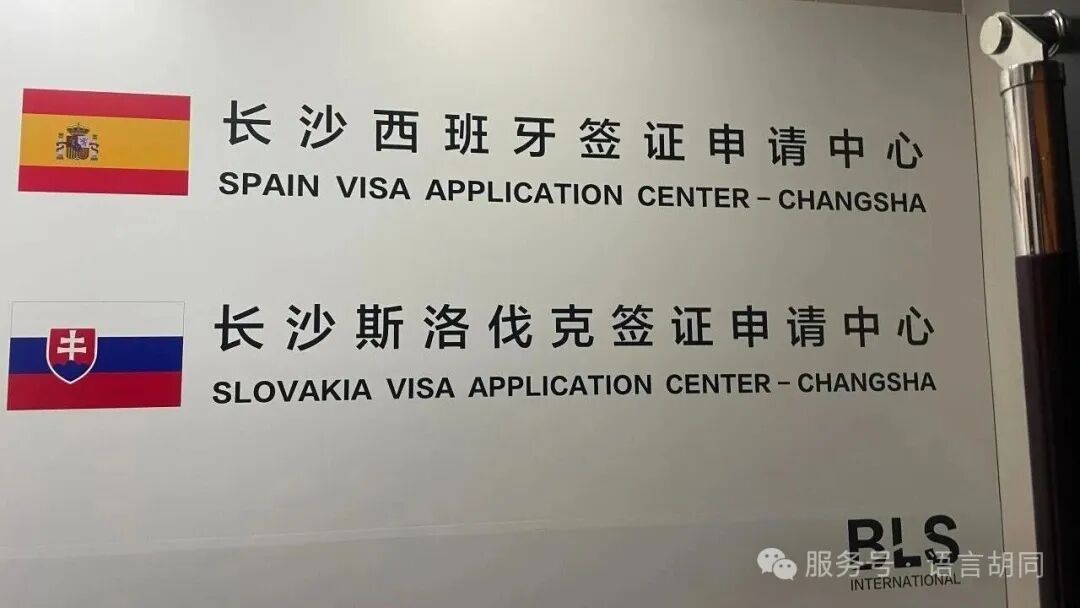 长沙西班牙签证申请中心
SPAIN VISA APPLICATION CENTER-CHANGSHA
长沙斯洛伐克签证申请中心
SLOVAKIA VISA APPLICATION CENTER-CHANGSHA
BLS
INTERNATIONAL
服务号 · 语言胡同